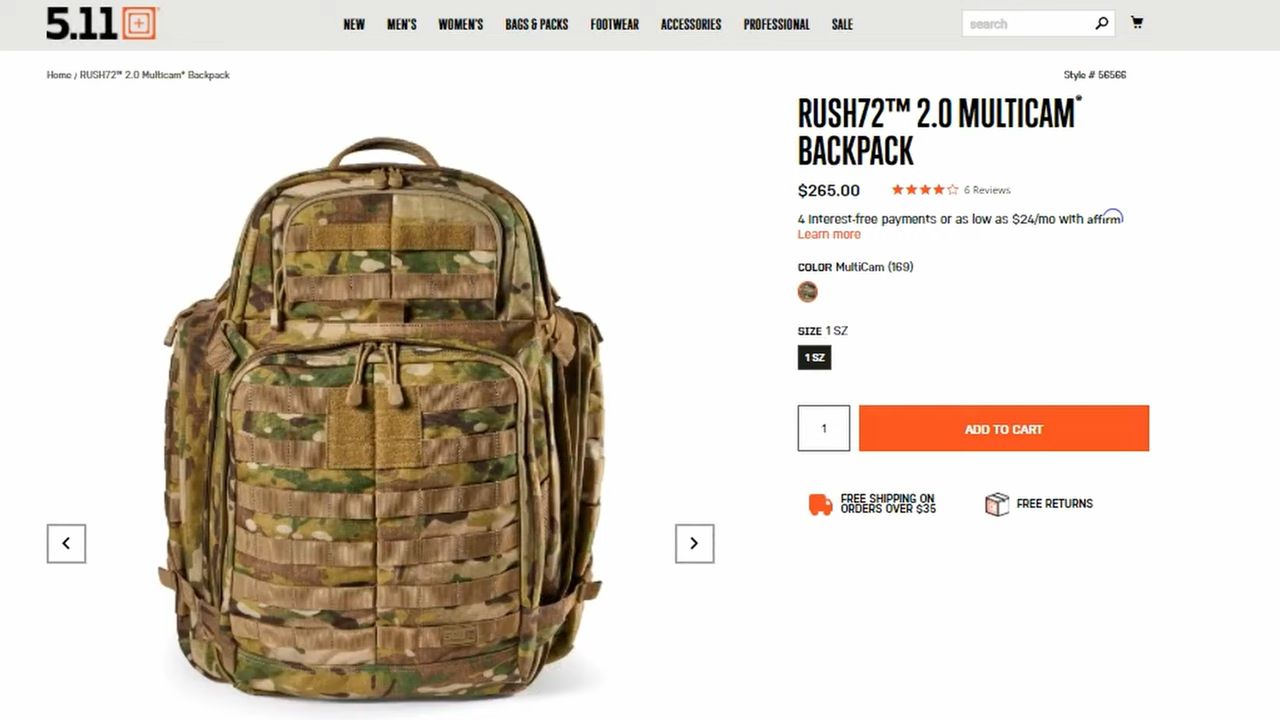 5.11
NEW MEN'S WOMEN'S BAGS & PACKS FOOTWEAR ACCESSORIES PROFESSIONAL SALE
search
Home / RUSH72™ 2.0 Multicam® Backpack
Style # 56566
RUSH72™ 2.0 MULTICAM®
BACKPACK
$265.00
6 Reviews
4 interest-free payments or as low as $24/mo with affirm
Learn more
COLOR MultiCam (169)
SIZE 1 SZ
1 SZ
1
ADD TO CART
FREE SHIPPING ON
ORDERS OVER $35
FREE RETURNS
5.11